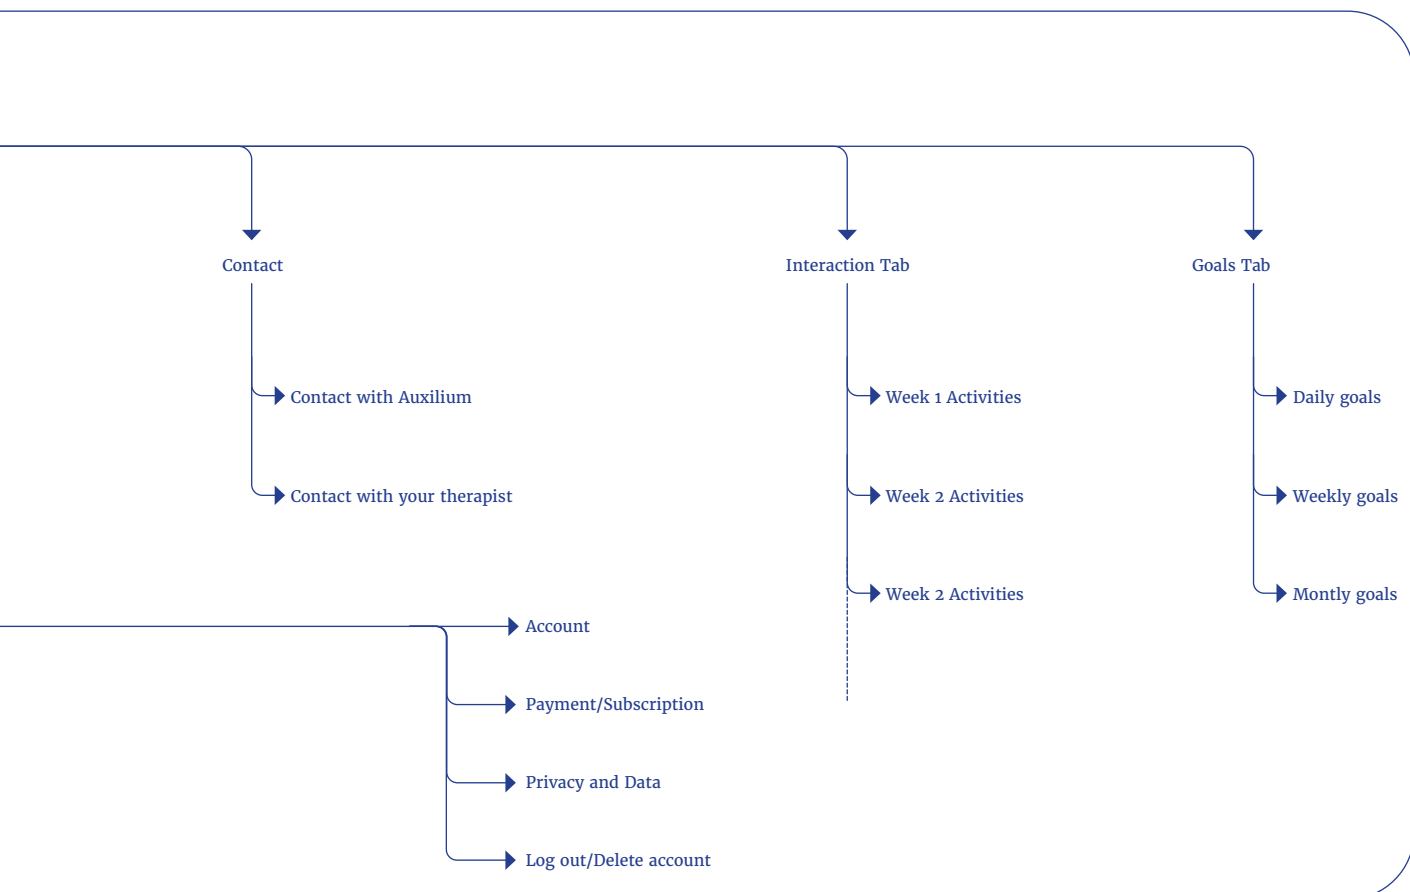 Contact
Interaction Tab
Goals Tab
Contact with Auxilium
Week 1 Activities
Daily goals
Contact with your therapist
Week 2 Activities
Weekly goals
Week 2 Activities
Montly goals
Account
Payment/Subscription
Privacy and Data
Log out/Delete account